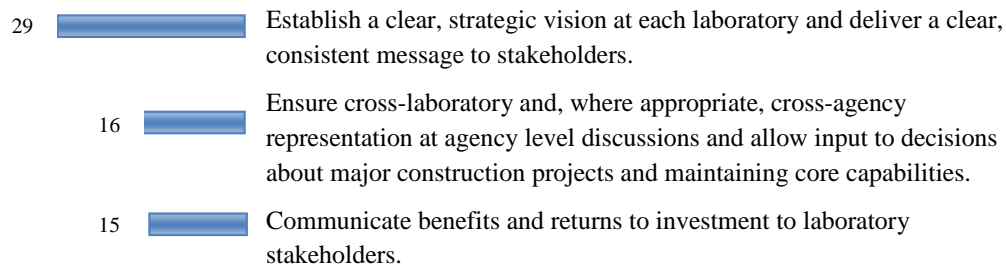 29 Establish a clear, strategic vision at each laboratory and deliver a clear,
consistent message to stakeholders.
16 Ensure cross-laboratory and, where appropriate, cross-agency
representation at agency level discussions and allow input to decisions
about major construction projects and maintaining core capabilities.
15 Communicate benefits and returns to investment to laboratory
stakeholders.